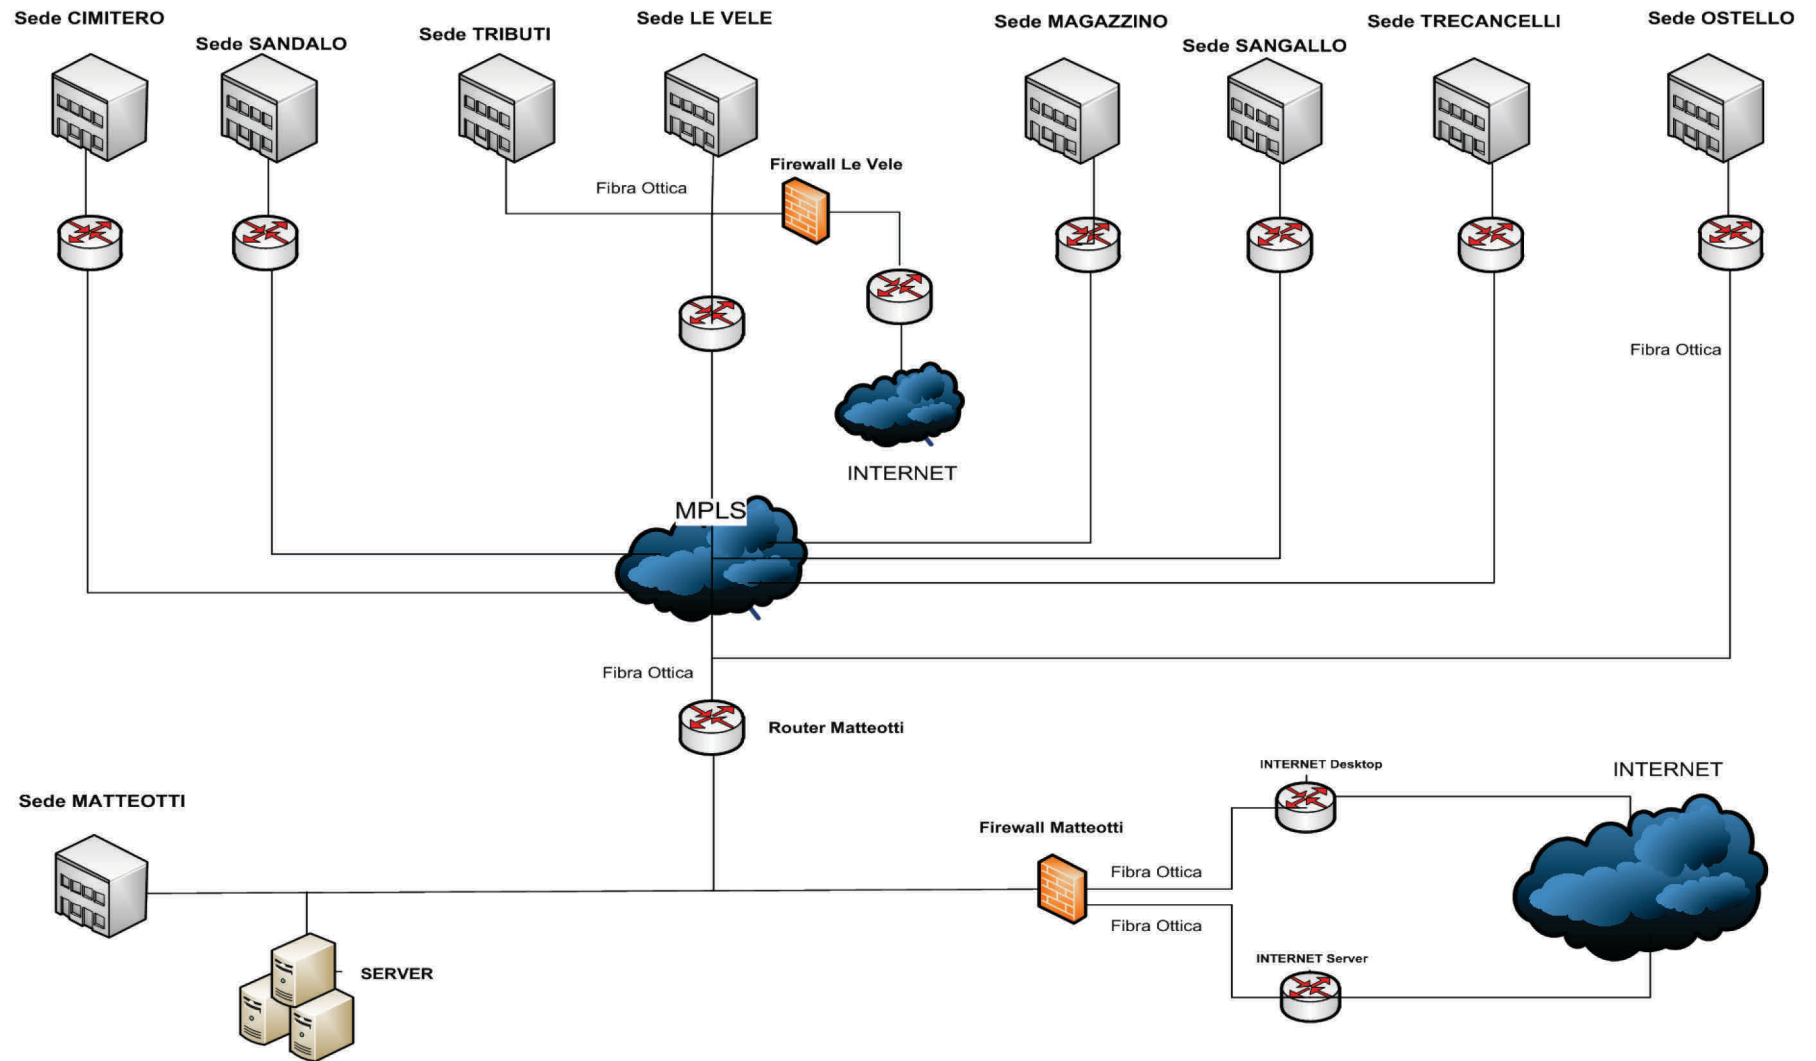 Sede CIMITERO
Sede SANDALO
Sede TRIBUTI
Sede LE VELE
Sede MAGAZZINO
Sede SANGALLO
Sede TRECANCELLI
Sede OSTELLO
Firewall Le Vele
Fibra Ottica
Fibra Ottica
INTERNET
MPLS
Fibra Ottica
Router Matteotti
INTERNET Desktop
INTERNET
Sede MATTEOTTI
Firewall Matteotti
Fibra Ottica
Fibra Ottica
INTERNET Server
SERVER